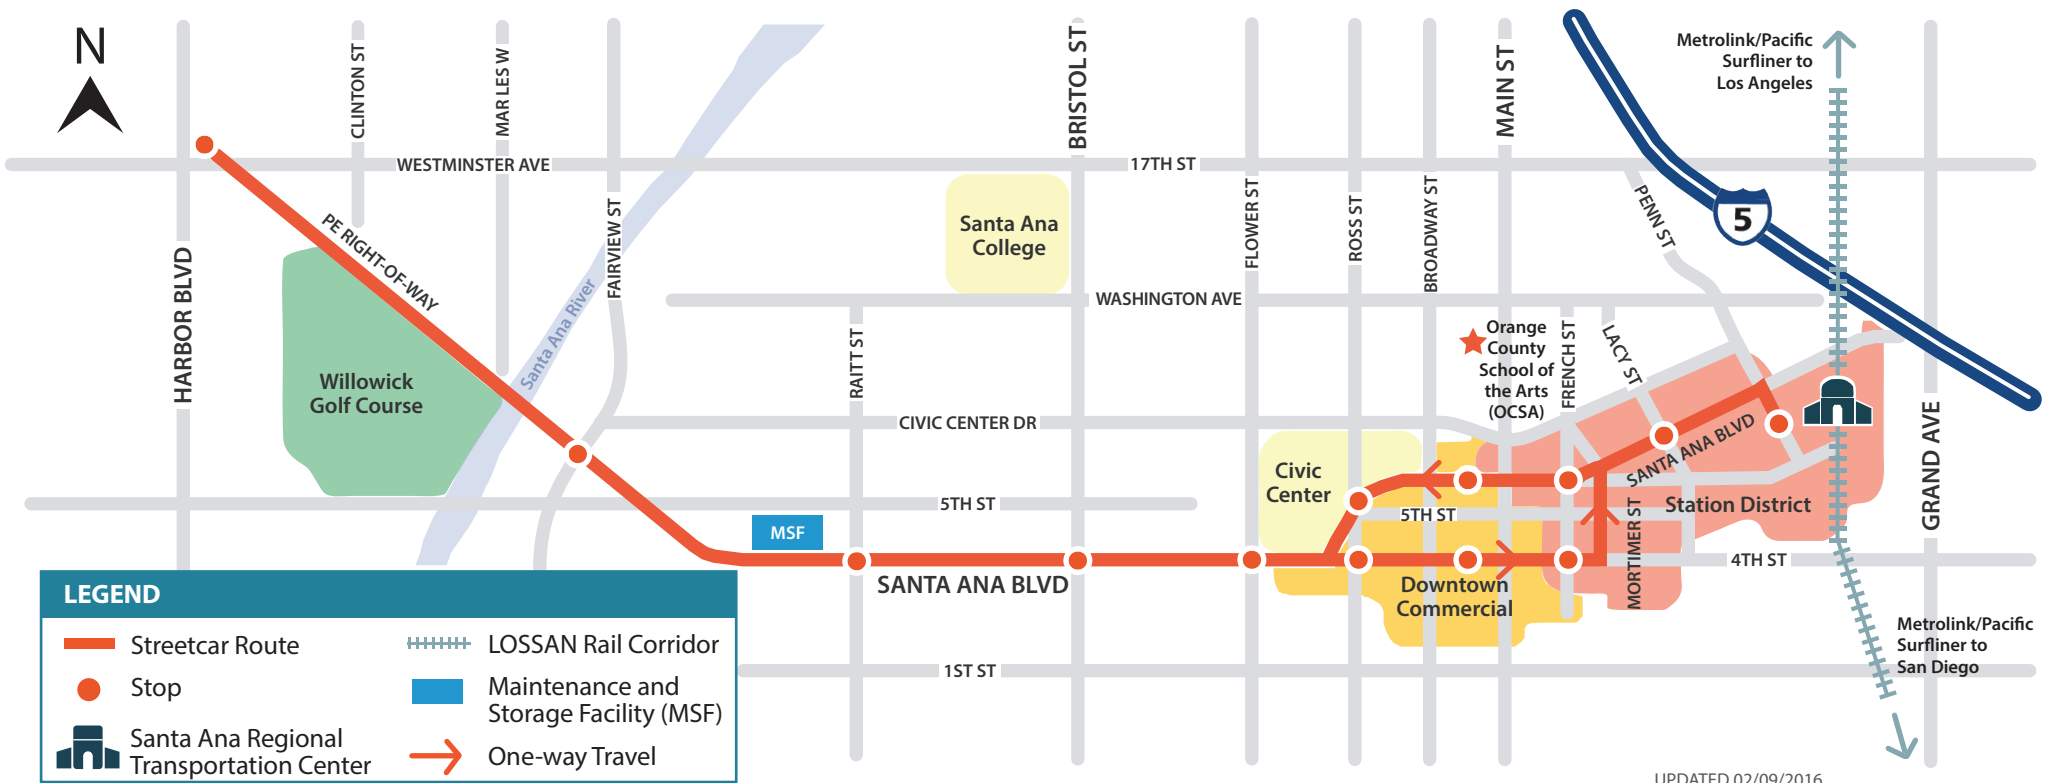 N
CLINTON ST
MAR LES W
BRISTOL ST
MAIN ST
Metrolink/Pacific
Surfliner to
Los Angeles
WESTMINSTER AVE
17TH ST
PE RIGHT-OF-WAY
HARBOR BLVD
FAIRVIEW ST
Santa Ana River
Santa Ana
College
FLOWER ST
ROSS ST
BROADWAY ST
PENN ST
5
WASHINGTON AVE
RAITT ST
Orange
County
School of
the Arts
(OCSA)
FRENCH ST
LACY ST
Willowick
Golf Course
CIVIC CENTER DR
SANTA ANA BLVD
GRAND AVE
Civic
Center
5TH ST
5TH ST
Station District
MORTIMER ST
MSF
SANTA ANA BLVD
Downtown
Commercial
4TH ST
1ST ST
Metrolink/Pacific
Surfliner to
San Diego
LEGEND
Streetcar Route
Stop
Santa Ana Regional
Transportation Center
LOSSAN Rail Corridor
Maintenance and
Storage Facility (MSF)
One-way Travel
UPDATED 02/09/2016